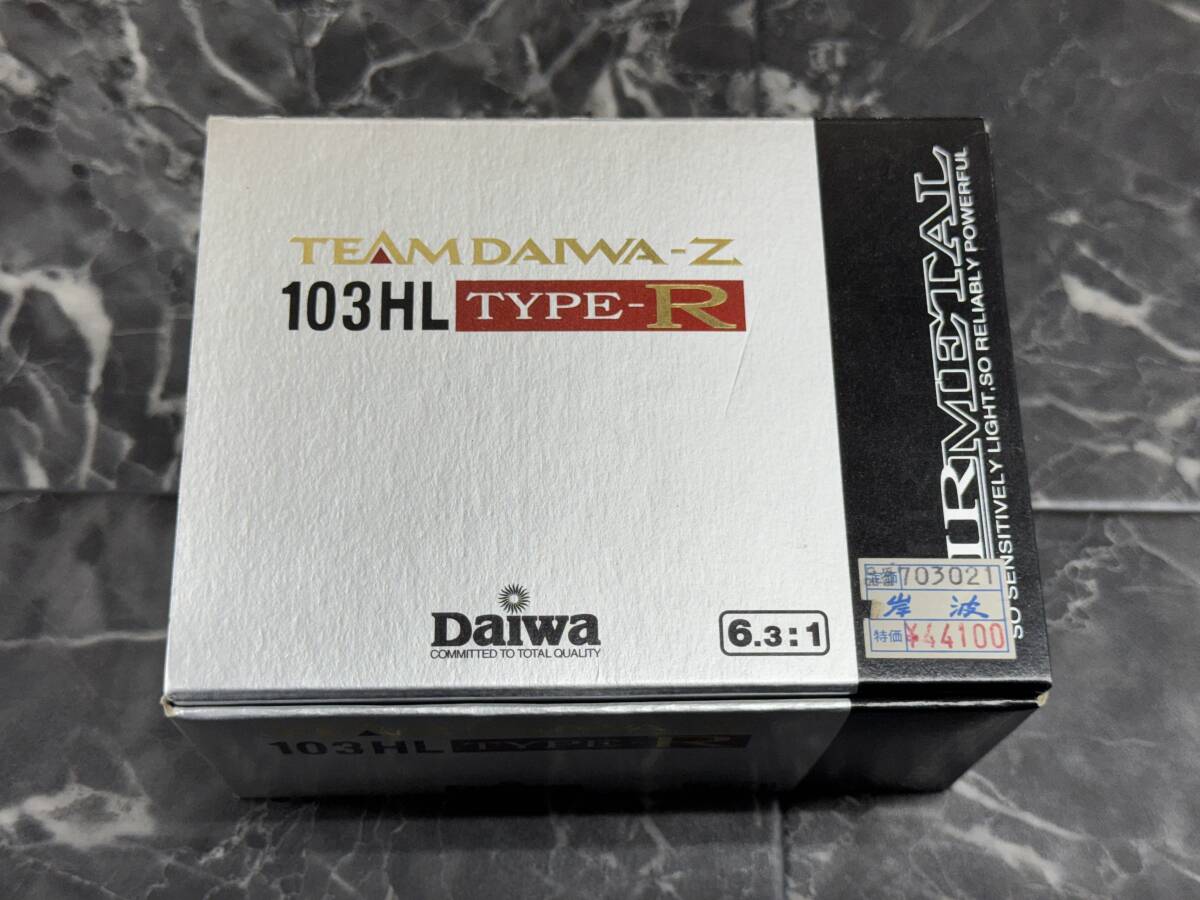 TEAM DAIWA-Z
103HL TYPE-R
Daiwa
COMMITTED TO TOTAL QUALITY
6.3:1
IRMETAL
SO SENSITIVELY LIGHT, SO RELIABLY POWERFUL
703021
岸波
特価 ¥44100
103HL TYPE-R